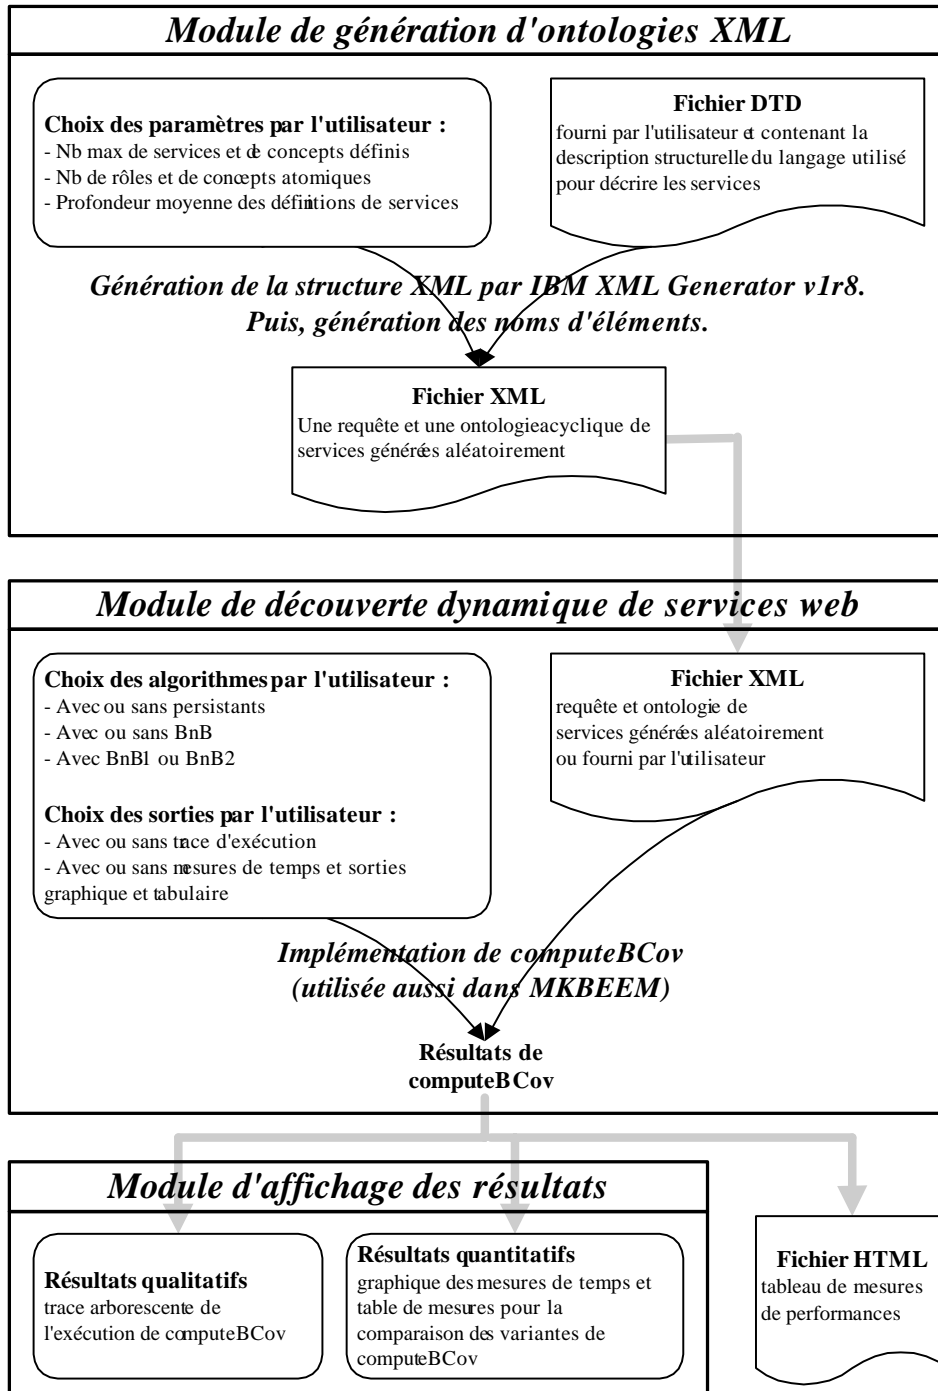 Module de génération d'ontologies XML
Choix des paramètres par l'utilisateur :
- Nb max de services et de concepts définis
- Nb de rôles et de concepts atomiques
- Profondeur moyenne des définitions de services
Fichier DTD
fourni par l'utilisateur et contenant la
description structurelle du langage utilisé
pour décrire les services
Génération de la structure XML par IBM XML Generator v1r8.
Puis, génération des noms d'éléments.
Fichier XML
Une requête et une ontologie acyclique de
services générées aléatoirement
Module de découverte dynamique de services web
Choix des algorithmes par l'utilisateur :
- Avec ou sans persistants
- Avec ou sans BnB
- Avec BnB1 ou BnB2
Choix des sorties par l'utilisateur :
- Avec ou sans trace d'exécution
- Avec ou sans mesures de temps et sorties
graphique et tabulaire
Fichier XML
requête et ontologie de
services générées aléatoirement
ou fourni par l'utilisateur
Implémentation de computeBCov
(utilisée aussi dans MKBEEM)
Résultats de
computeBCov
Module d'affichage des résultats
Résultats qualitatifs
trace arborescente de
l'exécution de computeBCov
Résultats quantitatifs
graphique des mesures de temps et
table de mesures pour la
comparaison des variantes de
computeBCov
Fichier HTML
tableau de mesures
de performances